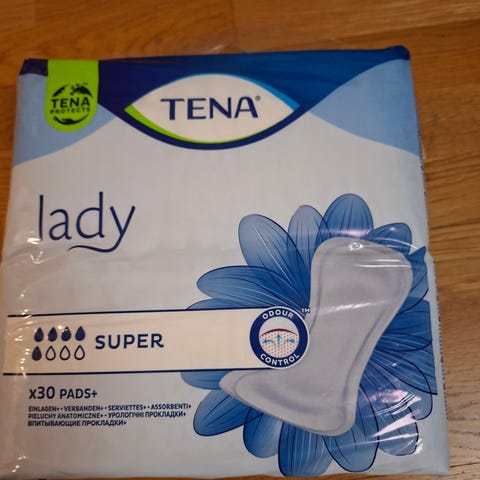 TENA
PROTECTS
TENA®
lady
ODOUR
CONTROL
™
SUPER
x30 PADS+
EINLAGEN+ • VERBANDEN+ • SERVIETTES+ • ASSORBENTI+
PIELUCHY ANATOMICZNE+ • УРОЛОГІЧНІ ПРОКЛАДКИ+
ВПИТЫВАЮЩИЕ ПРОКЛАДКИ+